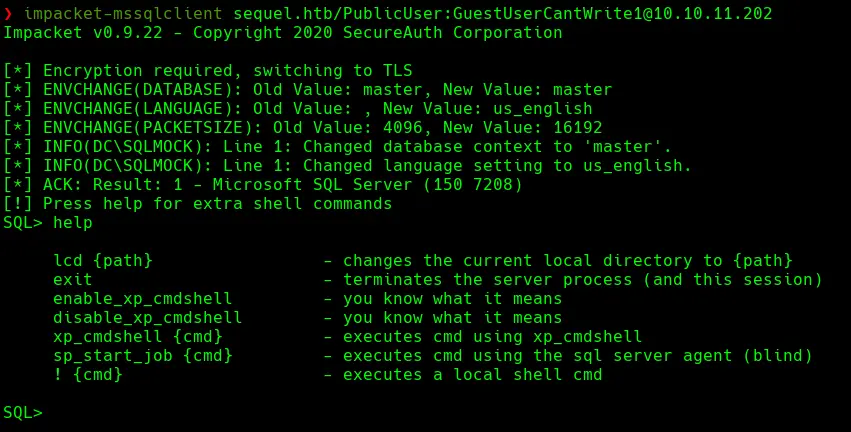 ❯ impacket-mssqlclient sequel.htb/PublicUser:GuestUserCantWrite1@10.10.11.202
Impacket v0.9.22 - Copyright 2020 SecureAuth Corporation
[*] Encryption required, switching to TLS
[*] ENVCHANGE(DATABASE): Old Value: master, New Value: master
[*] ENVCHANGE(LANGUAGE): Old Value: , New Value: us_english
[*] ENVCHANGE(PACKETSIZE): Old Value: 4096, New Value: 16192
[*] INFO(DC\SQLMOCK): Line 1: Changed database context to 'master'.
[*] INFO(DC\SQLMOCK): Line 1: Changed language setting to us_english.
[*] ACK: Result: 1 - Microsoft SQL Server (150 7208)
[!] Press help for extra shell commands
SQL> help
lcd {path} - changes the current local directory to {path}
exit - terminates the server process (and this session)
enable_xp_cmdshell - you know what it means
disable_xp_cmdshell - you know what it means
xp_cmdshell {cmd} - executes cmd using xp_cmdshell
sp_start_job {cmd} - executes cmd using the sql server agent (blind)
! {cmd} - executes a local shell cmd
SQL>